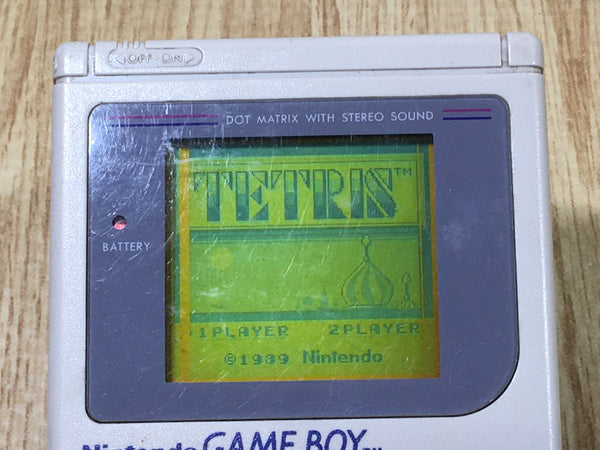 OFF-ON
DOT MATRIX WITH STEREO SOUND
TETRIS™
BATTERY
1PLAYER 2PLAYER
©1989 Nintendo
Nintendo GAME BOY™